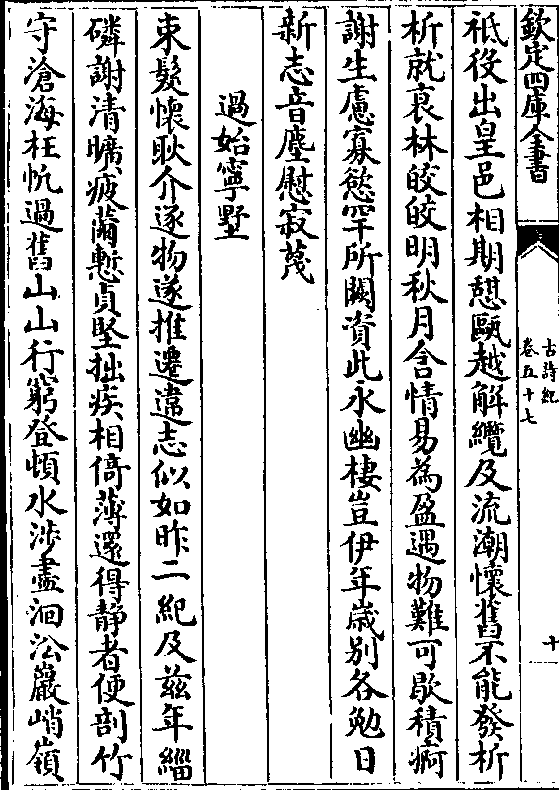 欽定四庫全書
古詩紀
卷五十七
十
祗役出皇邑相期憇甌越解纜及流潮懷舊不能發析
析就衰林皎皎明秋月含情易為盈遇物難可歇積痾
謝生慮寡慾罕所闕資此永幽棲豈伊年歲别各勉日
新志音塵慰寂蔑
過始寧墅
束髮懷耿介逐物遂推遷違志似如昨二紀及兹年緇
磷謝清曠疲薾慙貞堅拙疾相倚薄還得靜者便剖竹
守滄海枉帆過舊山山行窮登頓水涉盡洄沿巖峭嶺